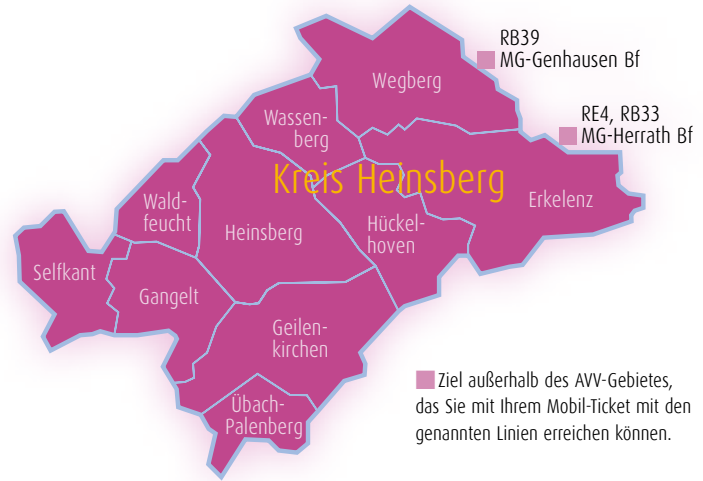 RB39
MG-Genhausen Bf
Wegberg
RE4, RB33
MG-Herrath Bf
Wassen-
berg
Kreis Heinsberg
Wald-
feucht
Heinsberg
Hückel-
hoven
Erkelenz
Selfkant
Gangelt
Geilen-
kirchen
Übach-
Palenberg
Ziel außerhalb des AVV-Gebietes,
das Sie mit Ihrem Mobil-Ticket mit den
genannten Linien erreichen können.